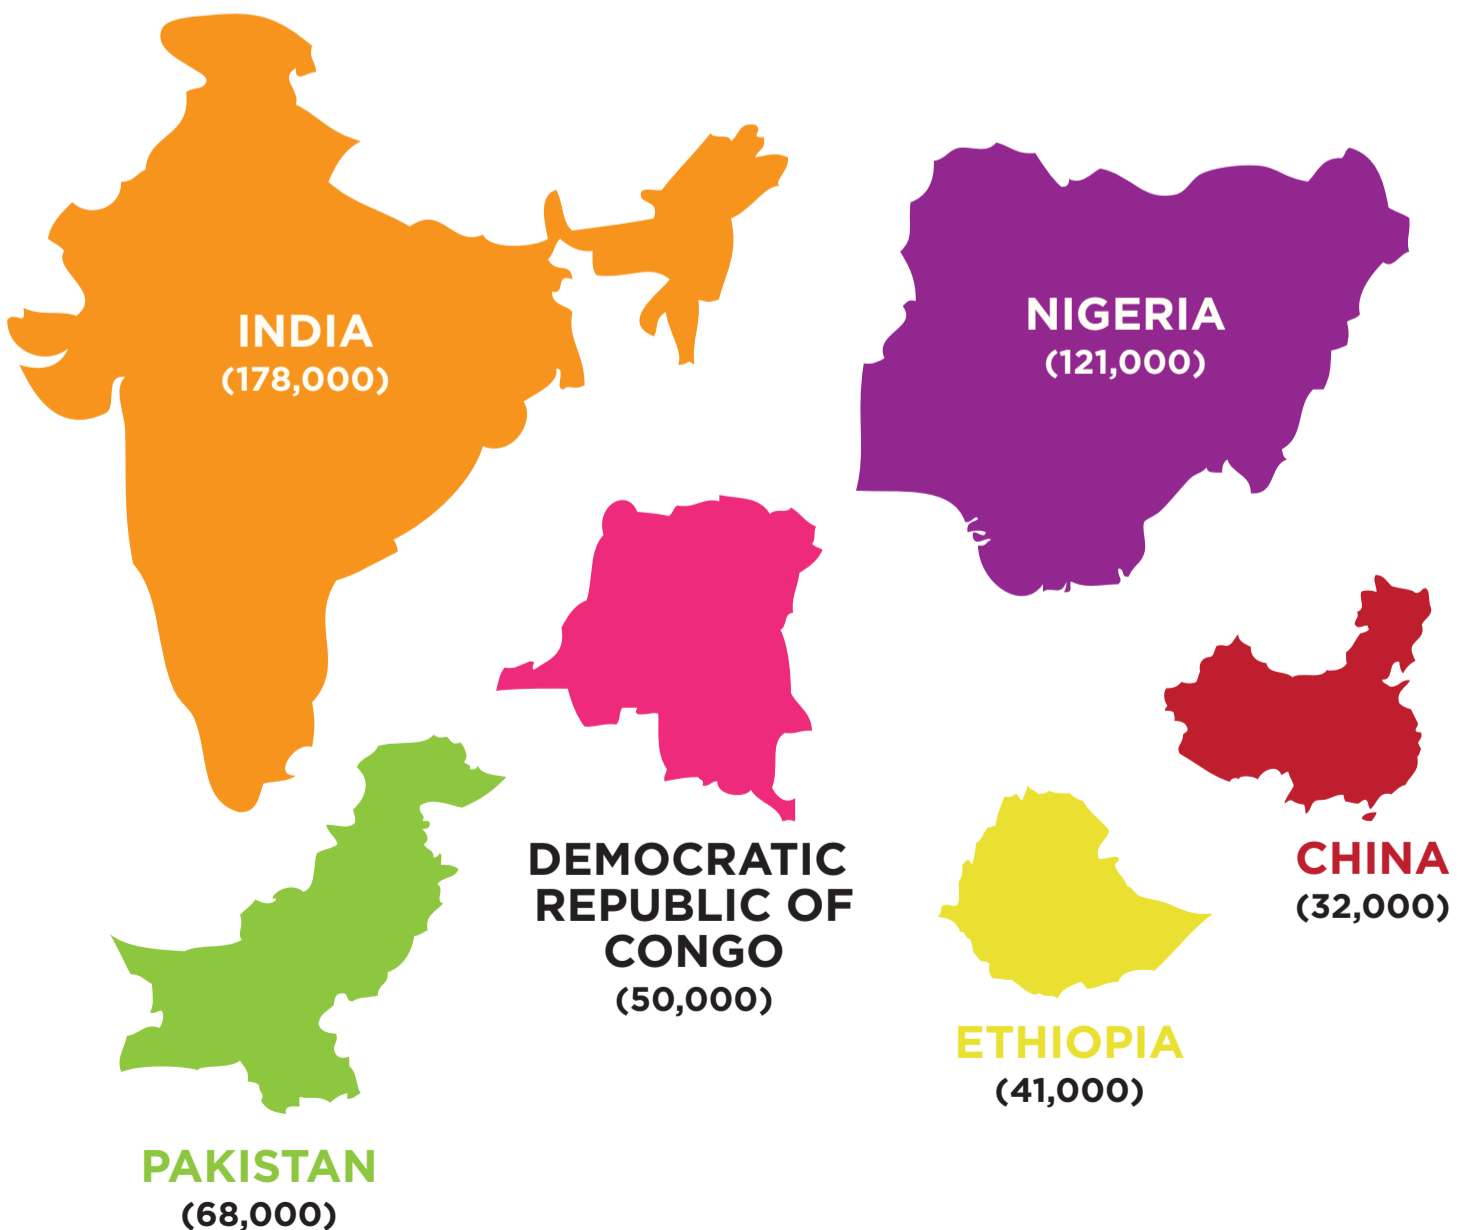 INDIA
(178,000)
NIGERIA
(121,000)
DEMOCRATIC
REPUBLIC OF
CONGO
(50,000)
CHINA
(32,000)
ETHIOPIA
(41,000)
PAKISTAN
(68,000)